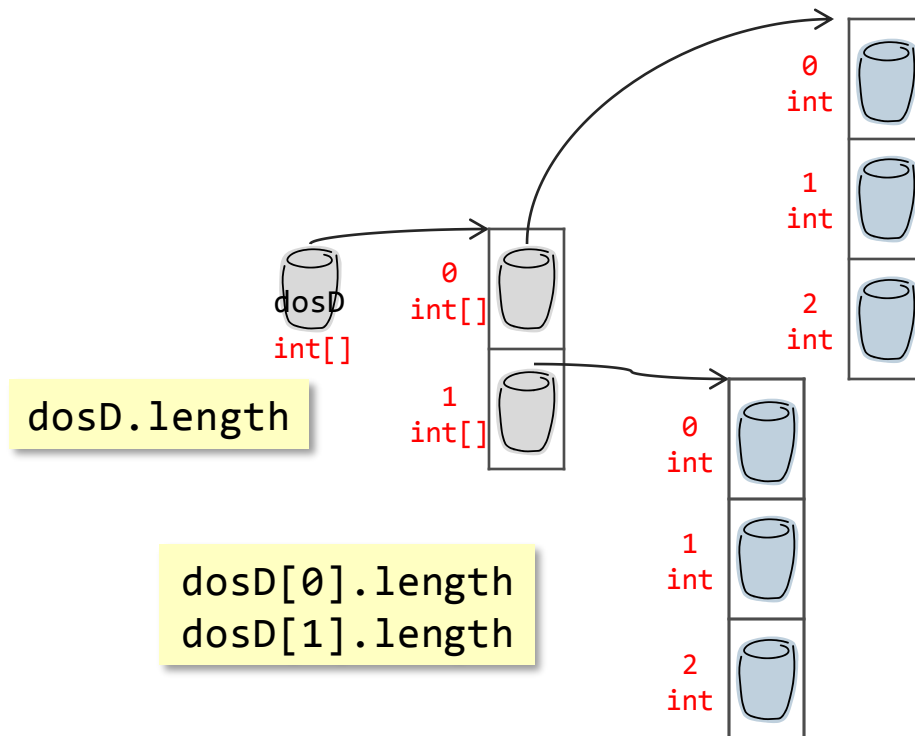 0
int
1
int
2
int
dosD
int[]
0
int[]
1
int[]
dosD.length
0
int
1
int
2
int
dosD[0].length
dosD[1].length